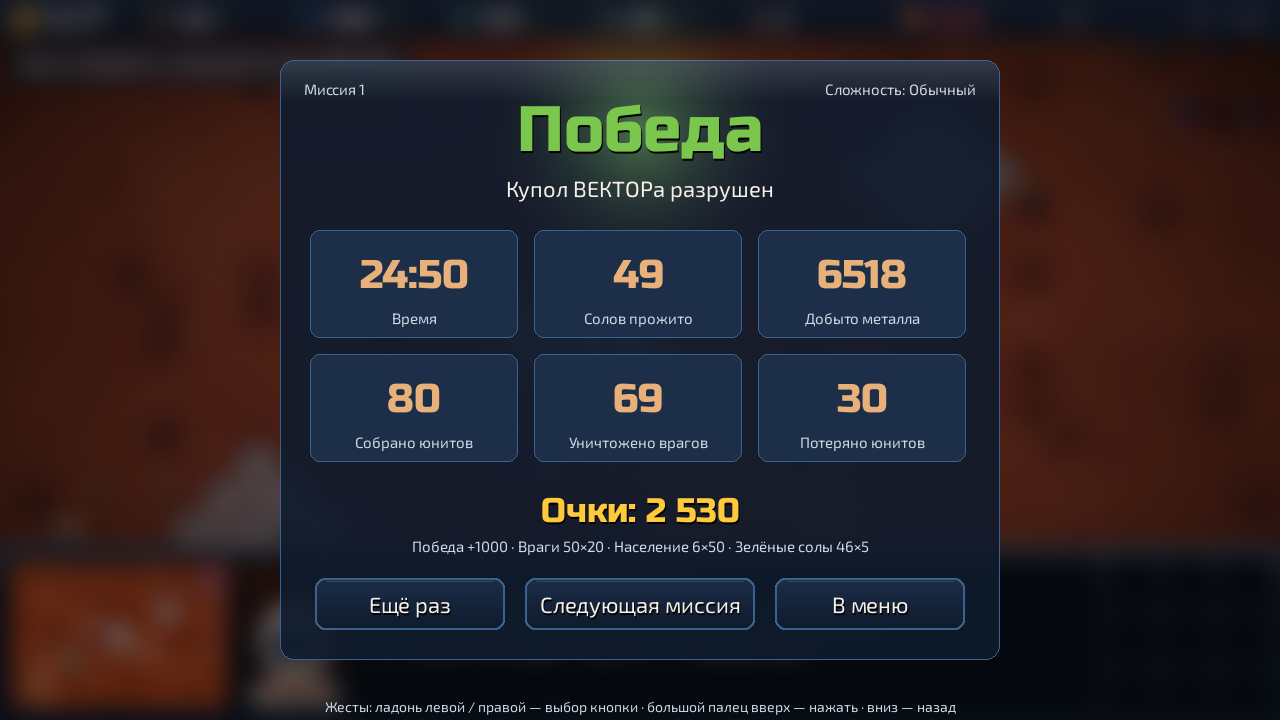 Миссия 1
Сложность: Обычный
Победа
Купол ВЕКТОРа разрушен
24:50
Время
49
Солов прожито
6518
Добыто металла
80
Собрано юнитов
69
Уничтожено врагов
30
Потеряно юнитов
Очки: 2 530
Победа +1000 · Враги 50×20 · Население 6×50 · Зелёные солы 46×5
Ещё раз
Следующая миссия
В меню
Жесты: ладонь левой / правой — выбор кнопки · большой палец вверх — нажать · вниз — назад